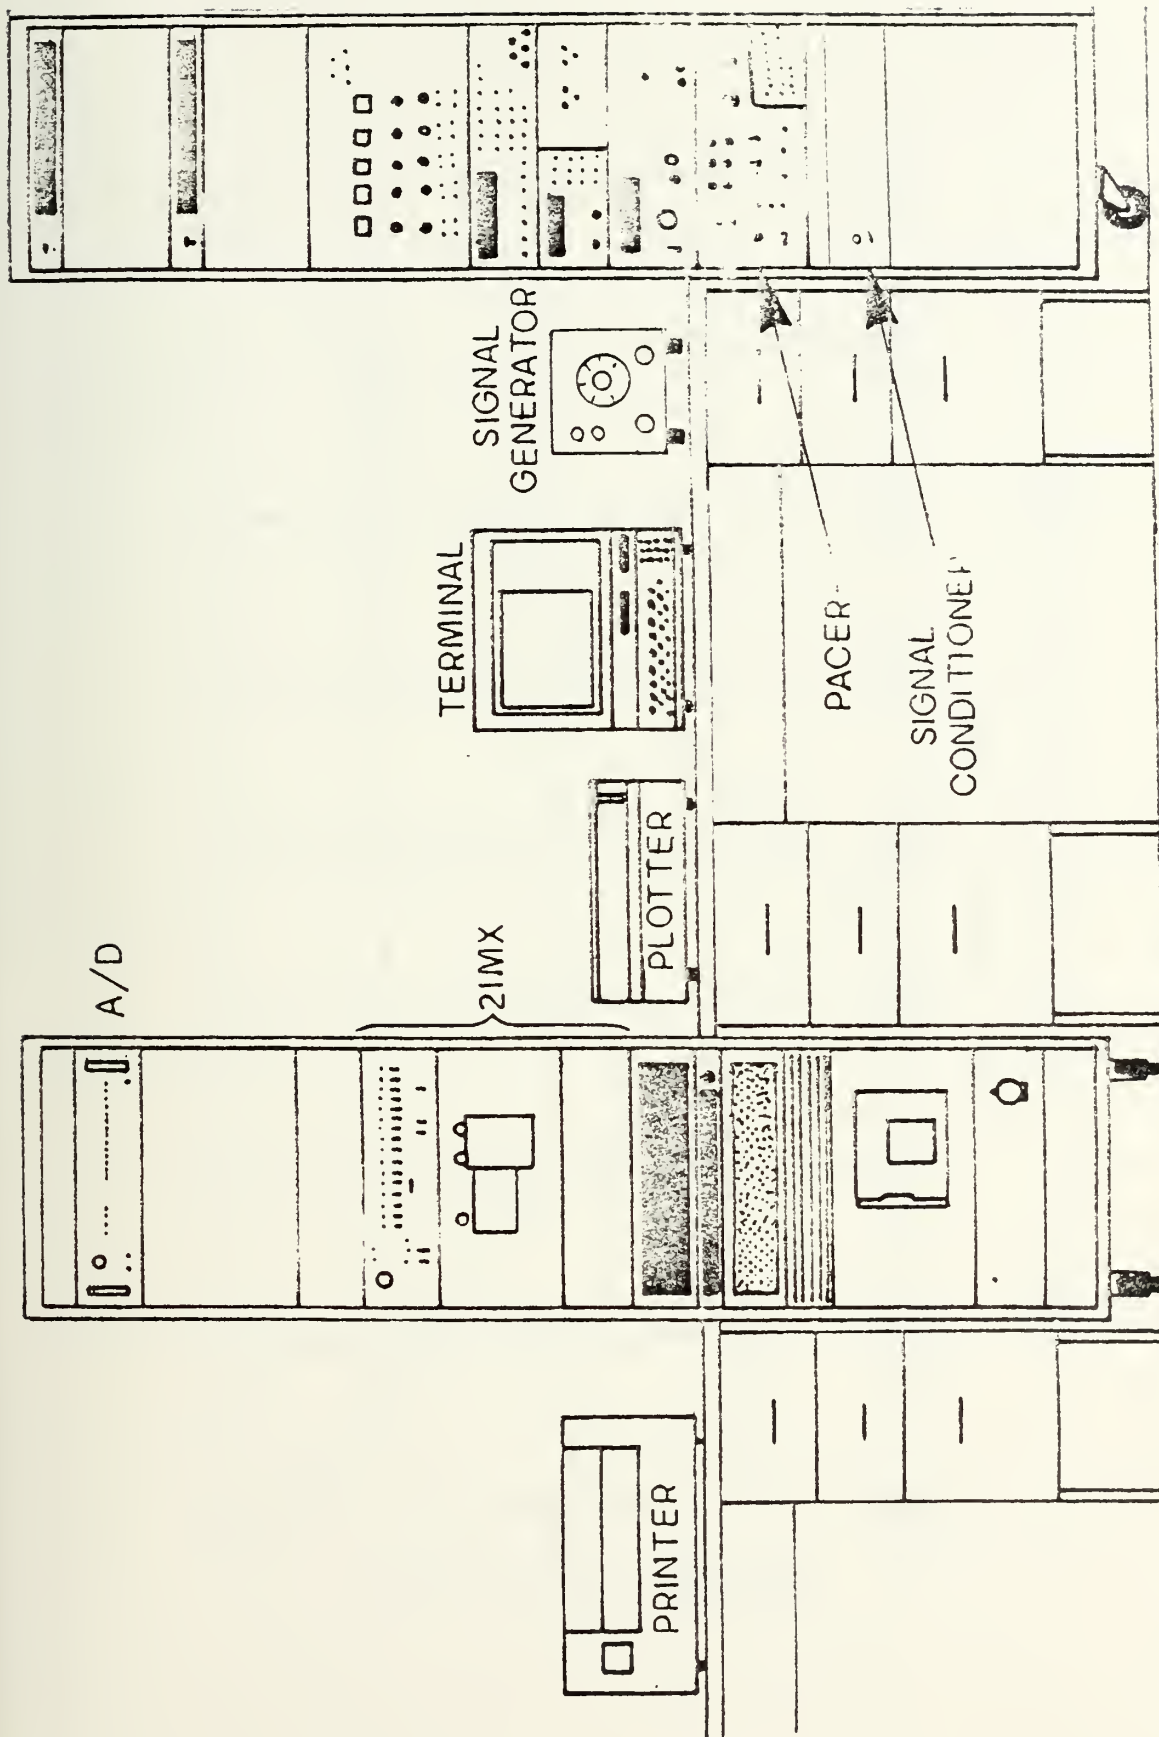 A/D
21MX
PRINTER
PLOTTER
TERMINAL
SIGNAL
GENERATOR
PACER
SIGNAL
CONDITIONER